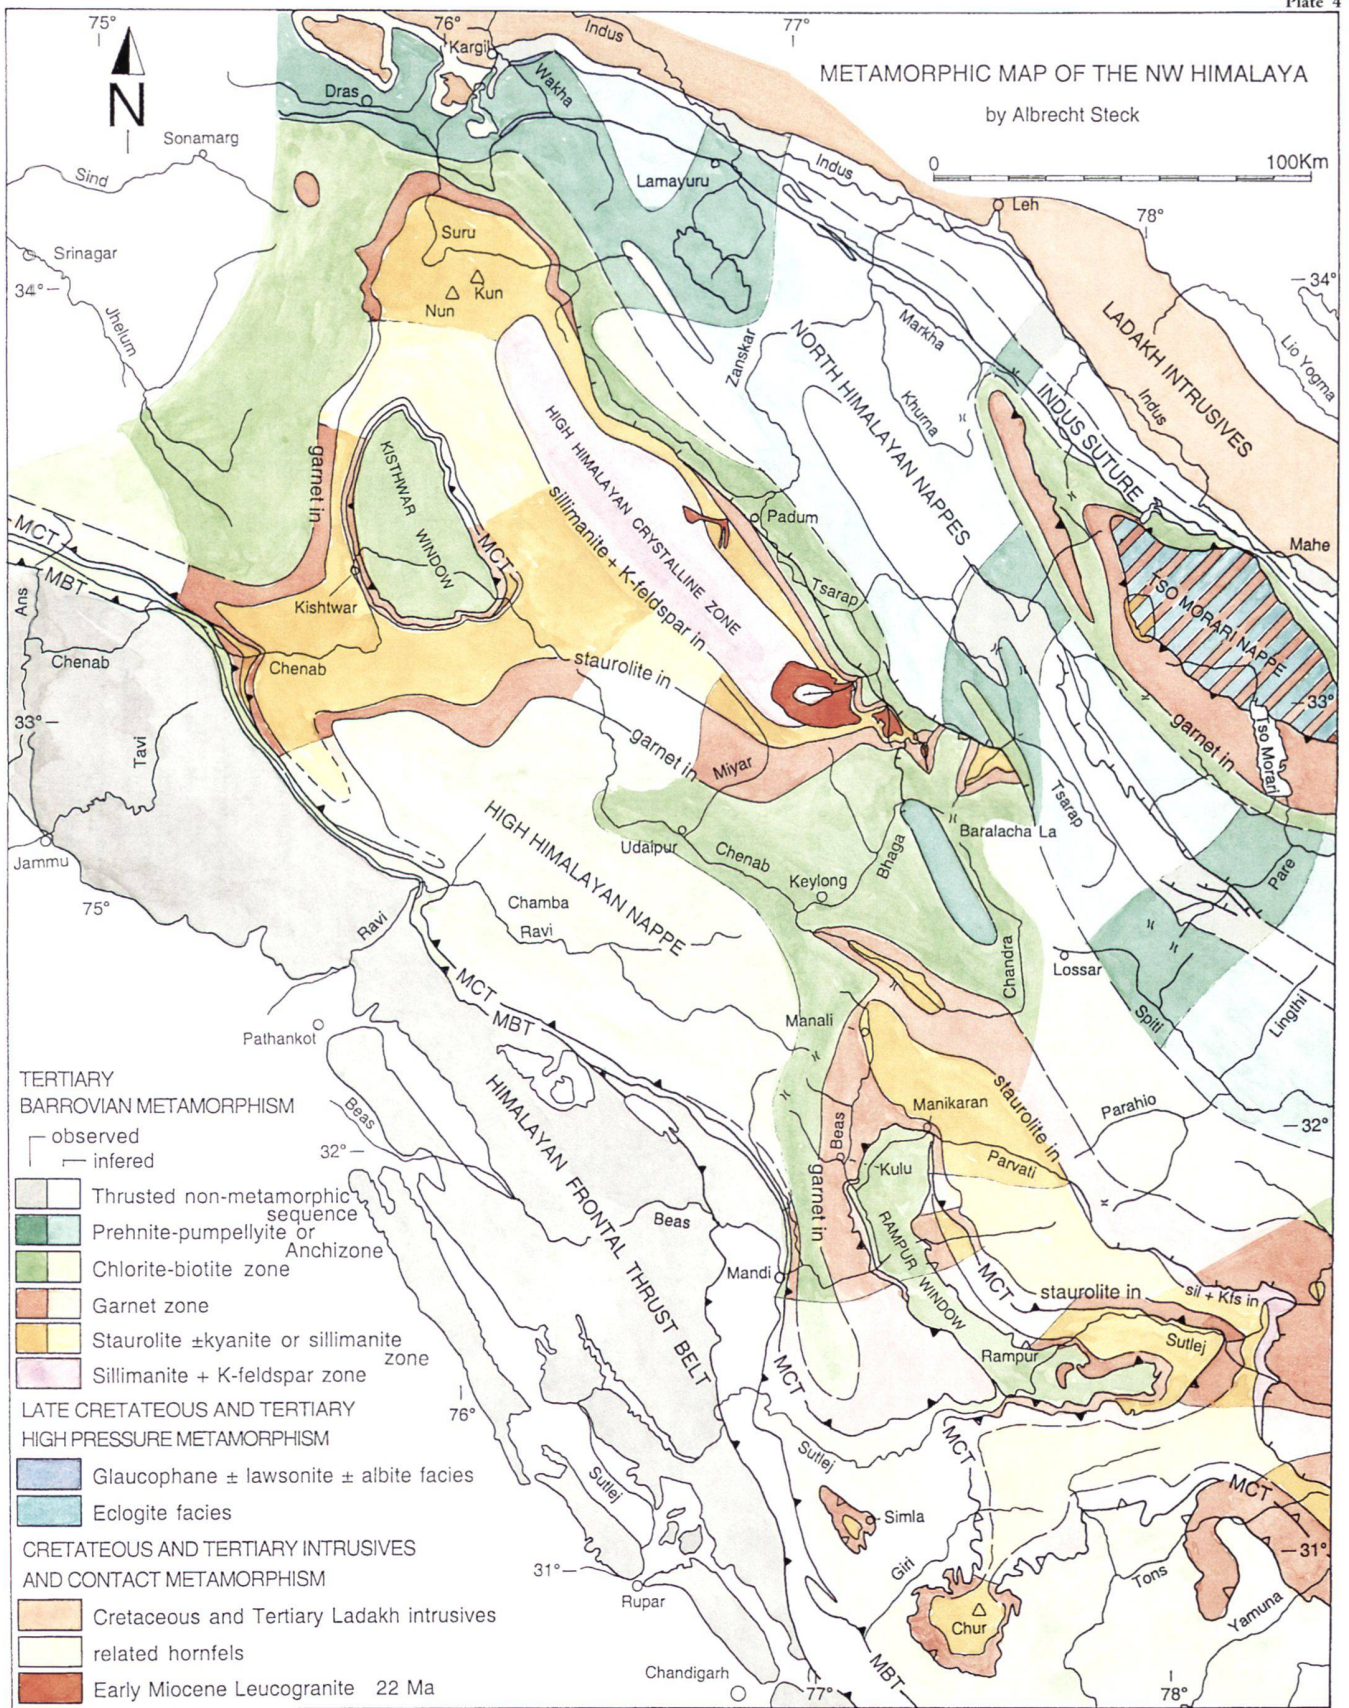 Plate 4
METAMORPHIC MAP OF THE NW HIMALAYA
by Albrecht Steck
0 100Km
N
75°
76°
77°
Kargil
Indus
Wakha
Dras
Sonamarg
Sind
Lamayuru
Indus
Leh
78°
Suru
Srinagar
34°
Kun
Nun
34°
Jhelum
Markha
Zanskar
NORTH HIMALAYAN NAPPES
LADAKH INTRUSIVES
Lio Yogma
Khurna
INDUS SUTURE
Indus
garnet in
KISTHWAR
WINDOW
HIGH HIMALAYAN CRYSTALLINE ZONE
sillimanite + K-feldspar in
Padum
MCT
MCT
Mahe
MBT
Ans
Kishtwar
Tsarap
TSO MORARI NAPPE
Chenab
Chenab
staurolite in
33°
33°
Tavi
garnet in
Miyar
garnet in
Tso Morari
Tsarap
HIGH HIMALAYAN NAPPE
Baralacha La
Jammu
Udaipur
Chenab
Bhaga
Keylong
Pare
75°
Chamba
Ravi
Ravi
Chandra
Lossar
MCT
MBT
Spiti
Lingthi
Pathankot
Manali
HIMALAYAN FRONTAL THRUST BELT
staurolite in
Beas
Manikaran
Parahio
32°
32°
Beas
Kulu
Parvati
garnet in
RAMPUR WINDOW
Beas
Mandi
MCT
staurolite in
sil + Kfs in
Sutlej
Rampur
MCT
76°
Sutlej
MCT
MCT
Sutlej
Simla
31°
31°
Giri
Tons
Yamuna
Rupar
Chur
Chandigarh
MBT
77°
78°
TERTIARY
BARROVIAN METAMORPHISM
observed
infered
Thrusted non-metamorphic
sequence
Prehnite-pumpellyite or
Anchizone
Chlorite-biotite zone
Garnet zone
Staurolite ±kyanite or sillimanite
zone
Sillimanite + K-feldspar zone
LATE CRETATEOUS AND TERTIARY
HIGH PRESSURE METAMORPHISM
Glaucophane ± lawsonite ± albite facies
Eclogite facies
CRETATEOUS AND TERTIARY INTRUSIVES
AND CONTACT METAMORPHISM
Cretaceous and Tertiary Ladakh intrusives
related hornfels
Early Miocene Leucogranite 22 Ma